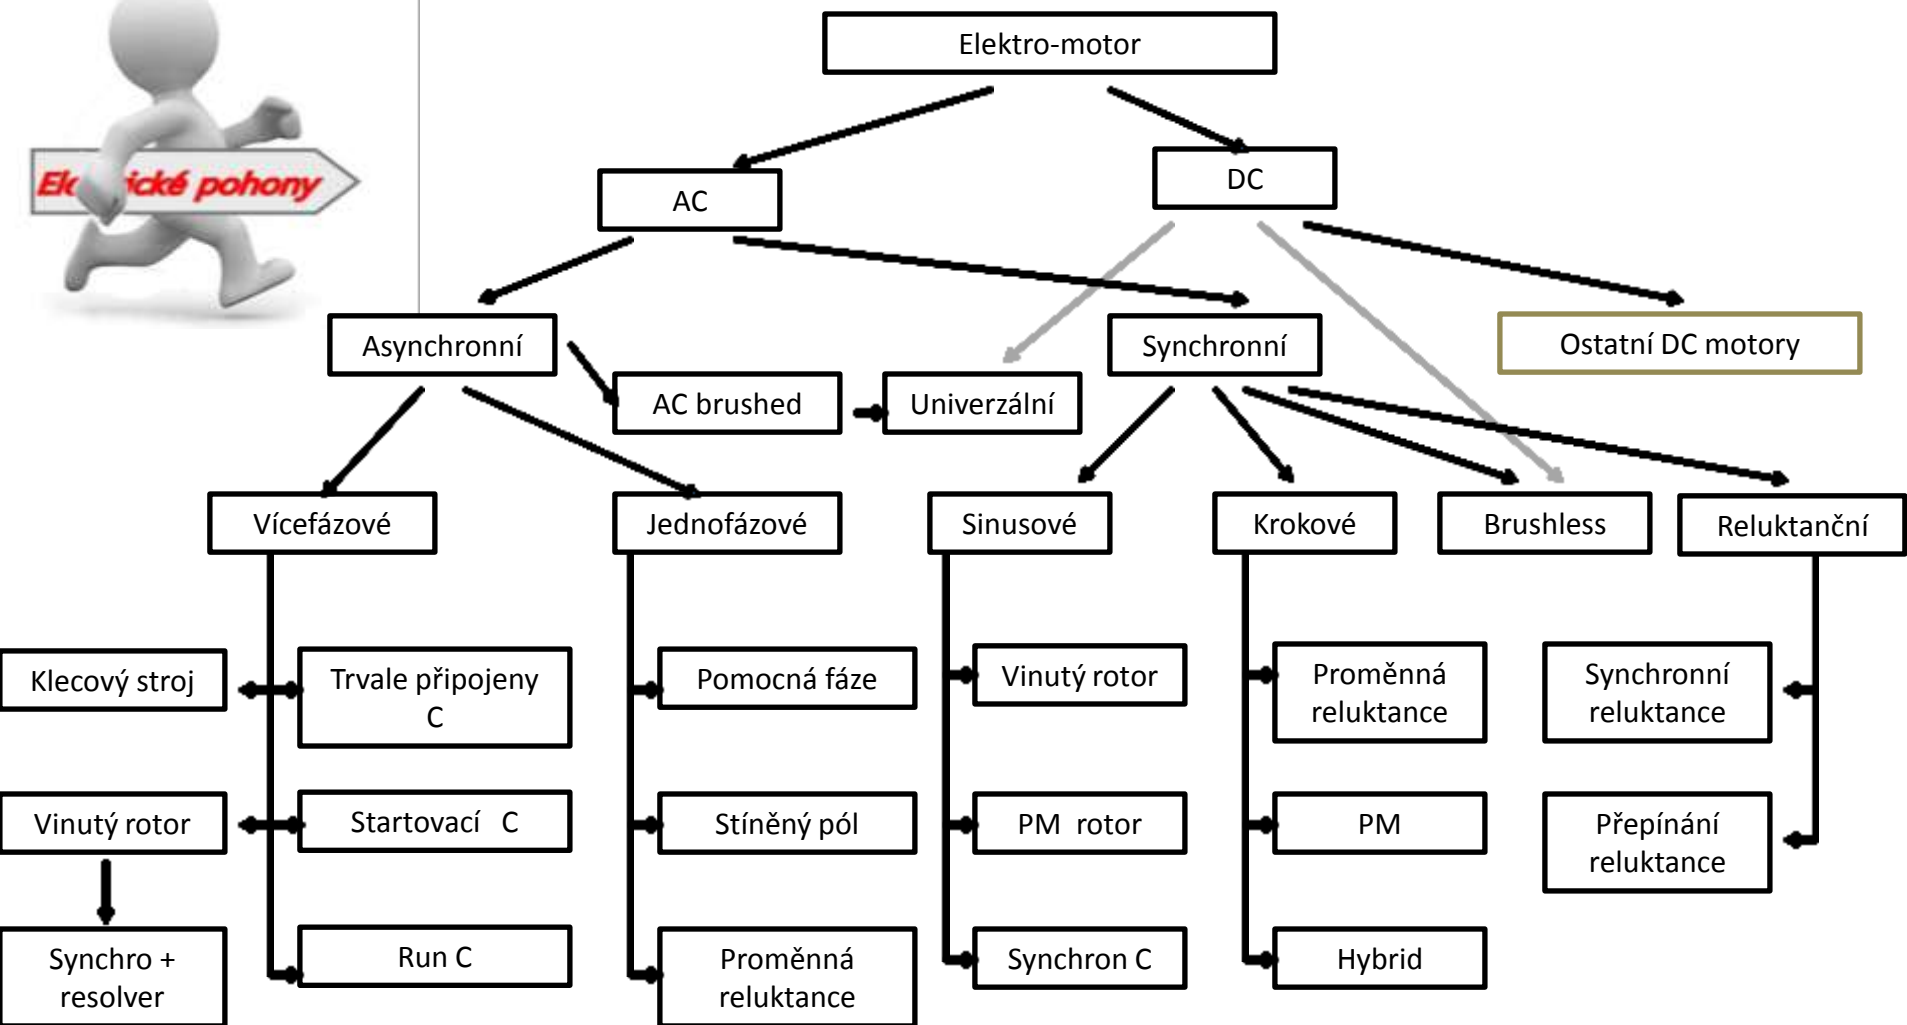 Elektro-motor
Elektrické pohony
AC
DC
Asynchronní
Synchronní
Ostatní DC motory
AC brushed
Univerzální
Vícefázové
Jednofázové
Sinusové
Krokové
Brushless
Reluktanční
Klecový stroj
Trvale připojeny
C
Pomocná fáze
Vinutý rotor
Proměnná
reluktance
Synchronní
reluktance
Vinutý rotor
Startovací C
Stíněný pól
PM rotor
PM
Přepínání
reluktance
Synchro +
resolver
Run C
Proměnná
reluktance
Synchron C
Hybrid